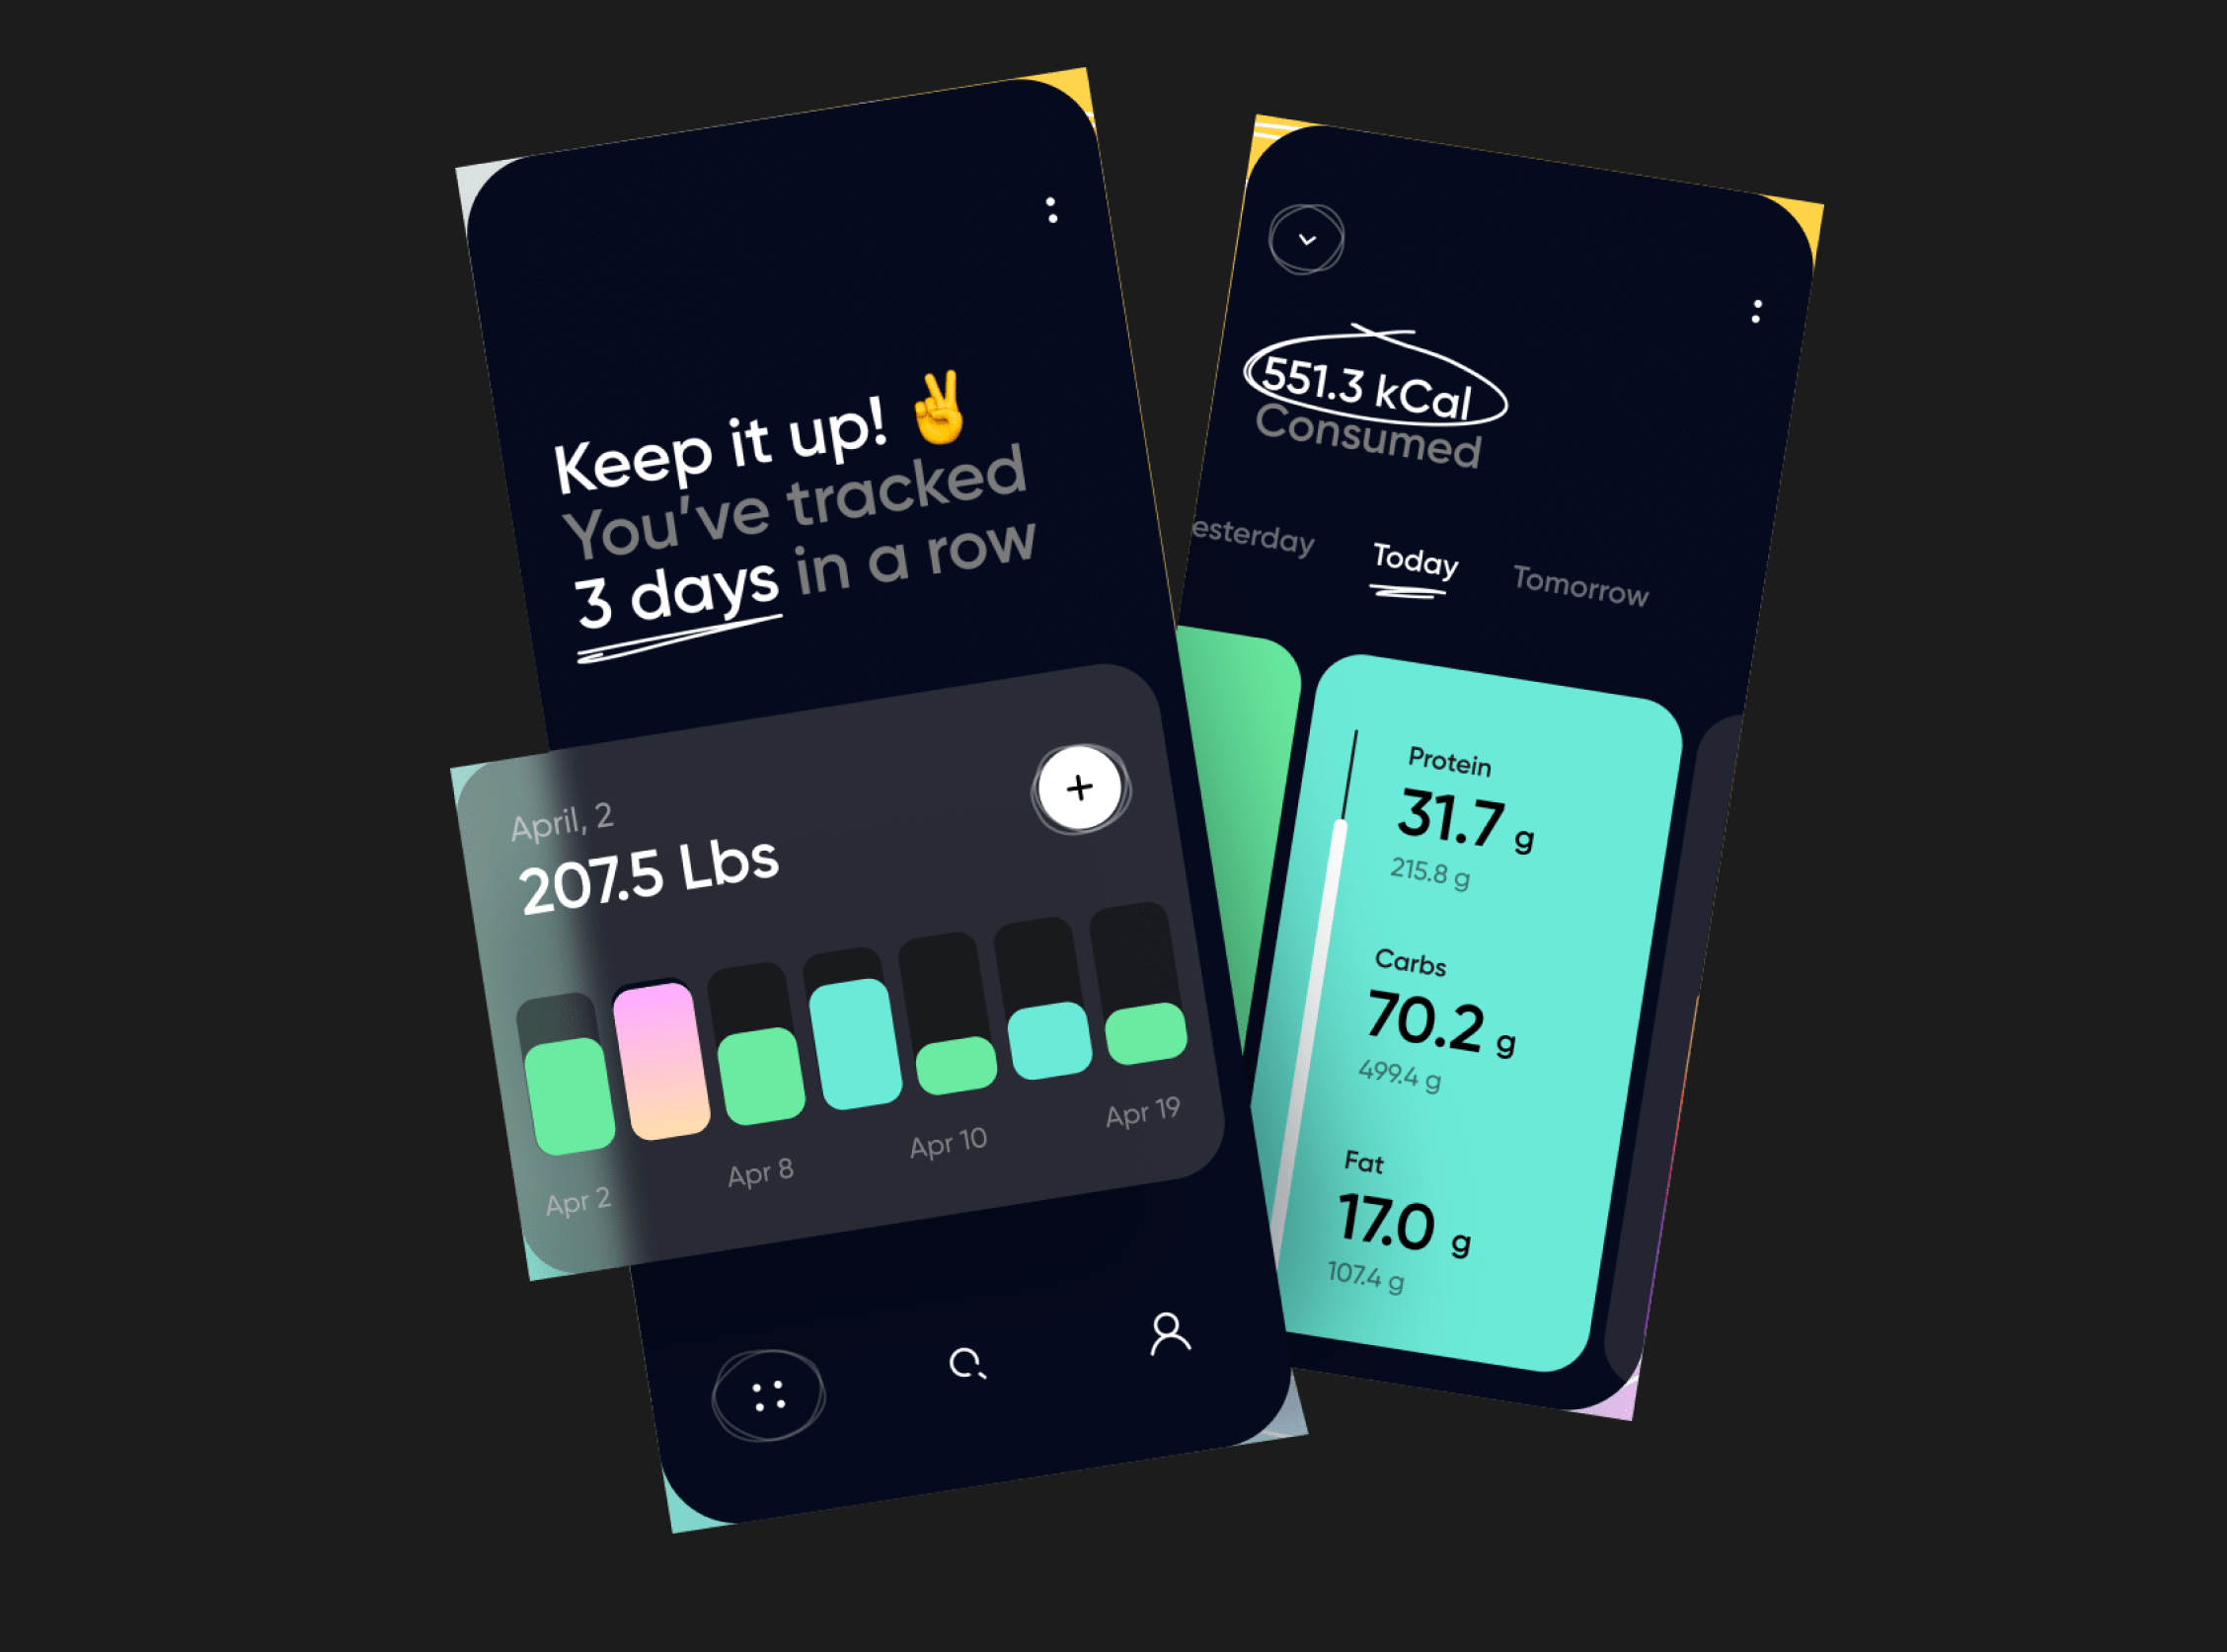 Keep it up! ✌️
You've tracked
3 days in a row
April, 2
207.5 Lbs
+
Apr 2
Apr 8
Apr 10
Apr 19
551.3 kCal
Consumed
esterday
Today
Tomorrow
Protein
31.7 g
215.8 g
Carbs
70.2 g
499.4 g
Fat
17.0 g
107.4 g